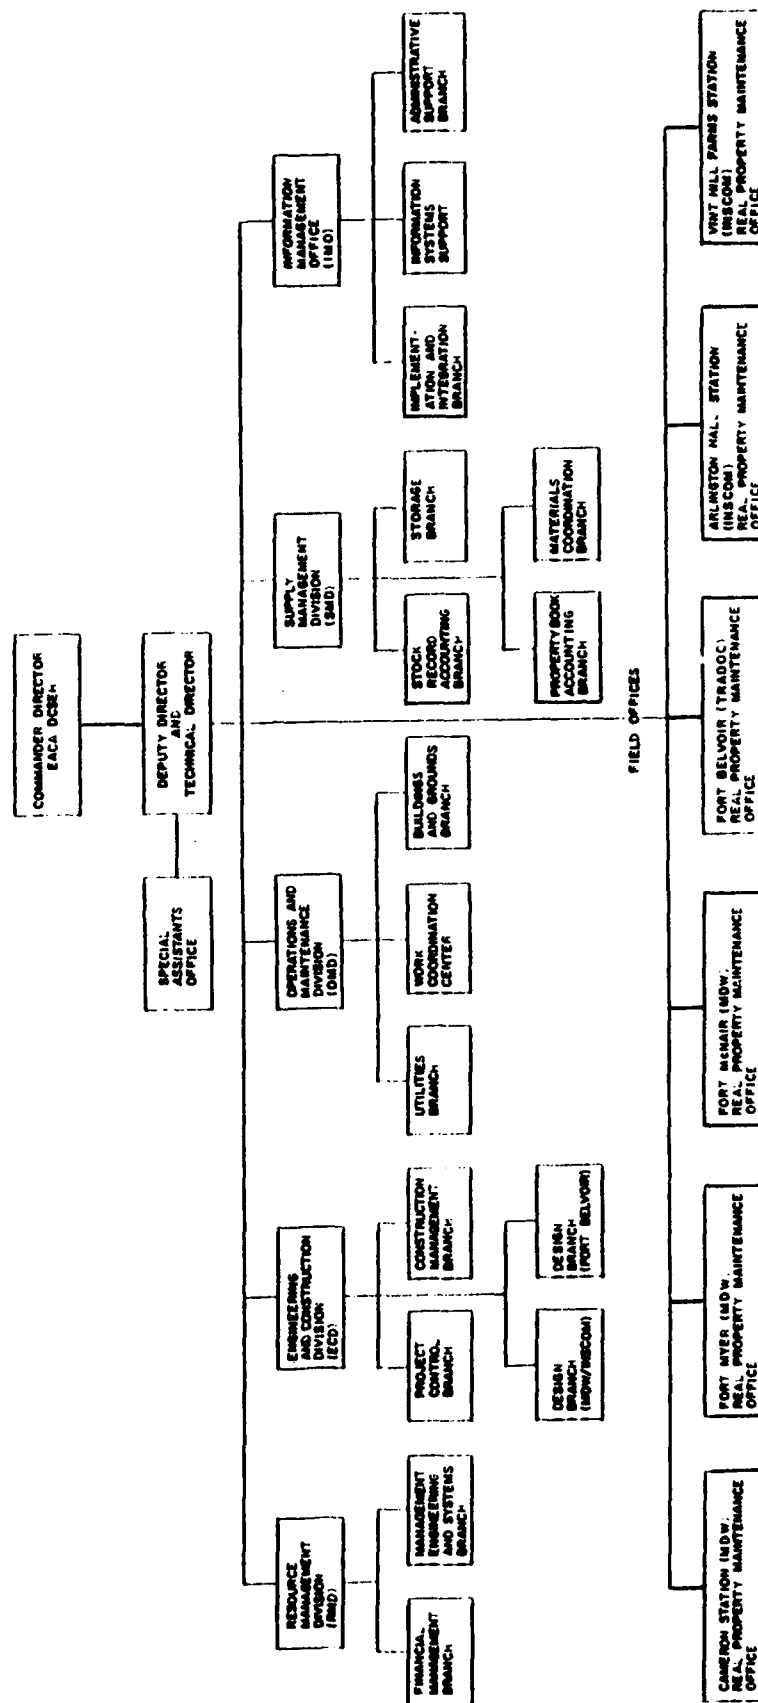 COMMANDER DIRECTOR
EACA DCSEH
DEPUTY DIRECTOR
AND
TECHNICAL DIRECTOR
SPECIAL
ASSISTANTS
OFFICE
RESOURCE
MANAGEMENT
DIVISION
(RMD)
ENGINEERING
AND CONSTRUCTION
DIVISION
(ECD)
OPERATIONS AND
MAINTENANCE
DIVISION
(OMD)
SUPPLY
MANAGEMENT
DIVISION
(SMD)
INFORMATION
MANAGEMENT
OFFICE
(IMO)
FINANCIAL
MANAGEMENT
BRANCH
MANAGEMENT
ENGINEERING
AND SYSTEMS
BRANCH
PROJECT
CONTROL
BRANCH
CONSTRUCTION
MANAGEMENT
BRANCH
UTILITIES
BRANCH
WORK
COORDINATION
CENTER
BUILDINGS
AND GROUNDS
BRANCH
STOCK
RECORD
ACCOUNTING
BRANCH
STORAGE
BRANCH
IMPLEMENT-
ATION AND
INTEGRATION
BRANCH
INFORMATION
SYSTEMS
SUPPORT
ADMINISTRATIVE
SUPPORT
BRANCH
DESIGN
BRANCH
(MDW/INSCOM)
DESIGN
BRANCH
(FORT BELVOIR)
PROPERTY BOOK
ACCOUNTING
BRANCH
MATERIALS
COORDINATION
BRANCH
FIELD OFFICES
CAMERON STATION (MDW)
REAL PROPERTY MAINTENANCE
OFFICE
FORT MYER (MDW)
REAL PROPERTY MAINTENANCE
OFFICE
FORT McNAIR (MDW)
REAL PROPERTY MAINTENANCE
OFFICE
FORT BELVOIR (TRADOC)
REAL PROPERTY MAINTENANCE
OFFICE
ARLINGTON HALL STATION
(INSCOM)
REAL PROPERTY MAINTENANCE
OFFICE
VINT HILL FARMS STATION
(INSCOM)
REAL PROPERTY MAINTENANCE
OFFICE